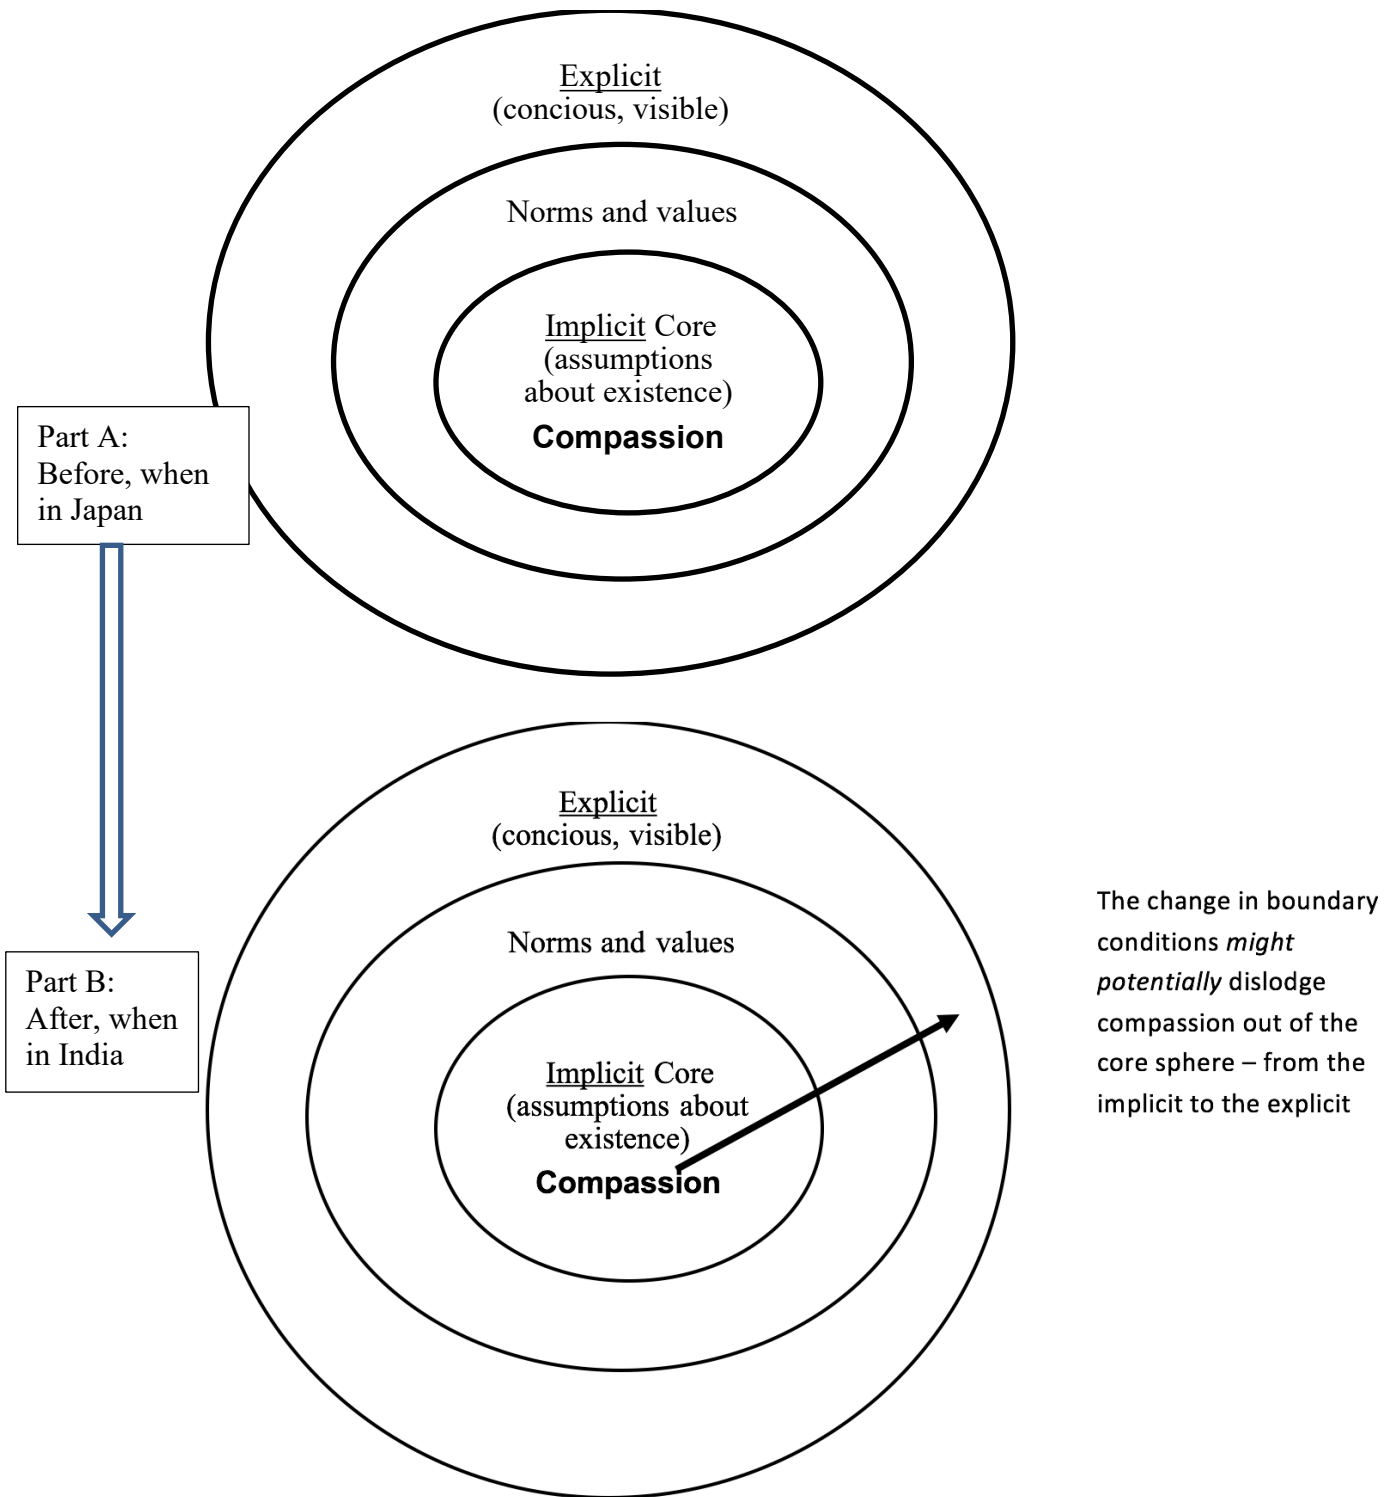 Explicit
(concious, visible)
Norms and values
Implicit Core
(assumptions
about existence)
Compassion
Part A:
Before, when
in Japan
Explicit
(concious, visible)
Norms and values
Implicit Core
(assumptions about
existence)
Compassion
Part B:
After, when
in India
The change in boundary
conditions might
potentially dislodge
compassion out of the
core sphere – from the
implicit to the explicit